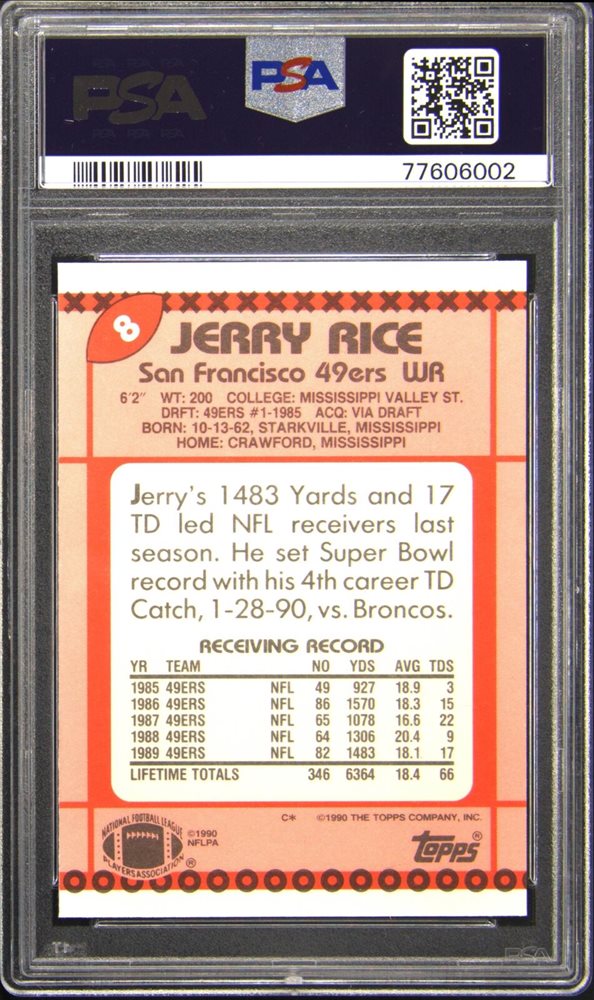 PSA
PSA
77606002
8
JERRY RICE
San Francisco 49ers WR
6'2" WT: 200 COLLEGE: MISSISSIPPI VALLEY ST.
DRFT: 49ERS #1-1985 ACQ: VIA DRAFT
BORN: 10-13-62, STARKVILLE, MISSISSIPPI
HOME: CRAWFORD, MISSISSIPPI
Jerry's 1483 Yards and 17
TD led NFL receivers last
season. He set Super Bowl
record with his 4th career TD
Catch, 1-28-90, vs. Broncos.
RECEIVING RECORD
YR TEAM NO YDS AVG TDS
1985 49ERS NFL 49 927 18.9 3
1986 49ERS NFL 86 1570 18.3 15
1987 49ERS NFL 65 1078 16.6 22
1988 49ERS NFL 64 1306 20.4 9
1989 49ERS NFL 82 1483 18.1 17
LIFETIME TOTALS 346 6364 18.4 66
C* ©1990 THE TOPPS COMPANY, INC.
NATIONAL FOOTBALL LEAGUE
PLAYERS ASSOCIATION ®
©1990
NFLPA
TOPPS®
PSA